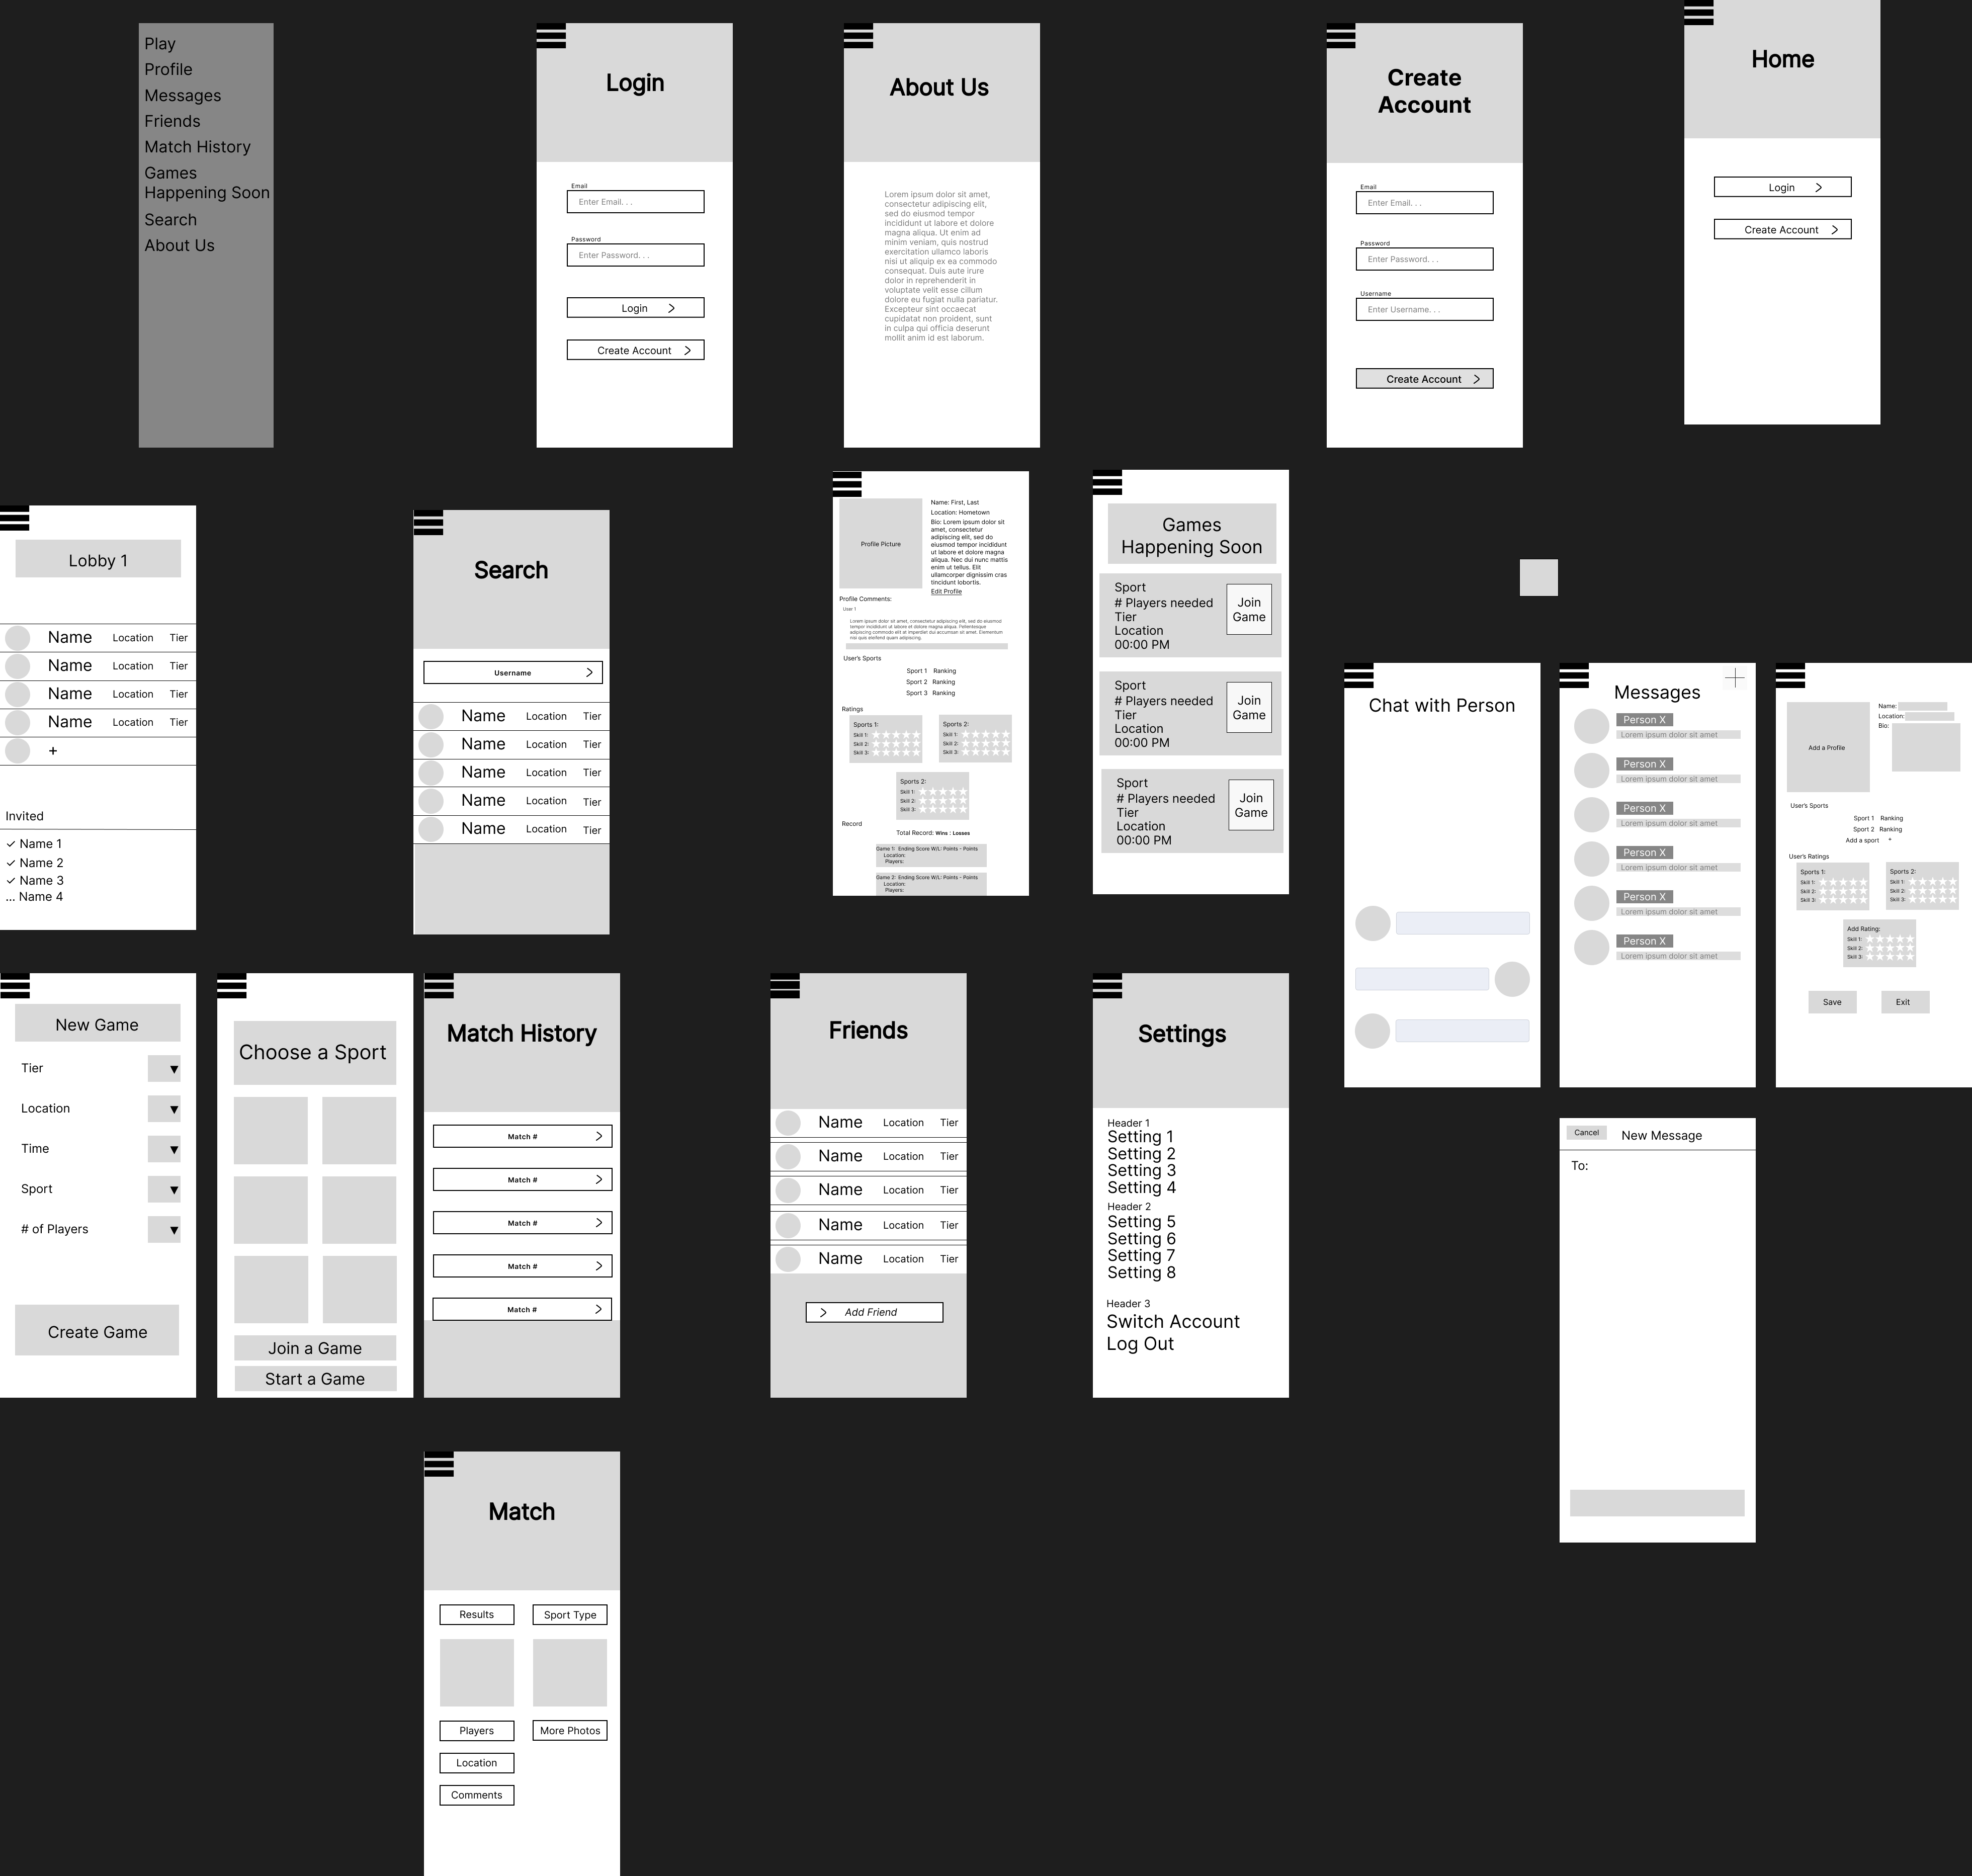 Play
Profile
Messages
Friends
Match History
Games
Happening Soon
Search
About Us
Login
Email
Enter Email. . .
Password
Enter Password. . .
Login
Create Account
About Us
Lorem ipsum dolor sit amet,
consectetur adipiscing elit,
sed do eiusmod tempor
incididunt ut labore et dolore
magna aliqua. Ut enim ad
minim veniam, quis nostrud
exercitation ullamco laboris
nisi ut aliquip ex ea commodo
consequat. Duis aute irure
dolor in reprehenderit in
voluptate velit esse cillum
dolore eu fugiat nulla pariatur.
Excepteur sint occaecat
cupidatat non proident, sunt
in culpa qui officia deserunt
mollit anim id est laborum.
Create
Account
Email
Enter Email. . .
Password
Enter Password. . .
Username
Enter Username. . .
Create Account
Home
Login
Create Account
Lobby 1
Name Location Tier
Name Location Tier
Name Location Tier
Name Location Tier
+
Invited
✓ Name 1
✓ Name 2
✓ Name 3
... Name 4
Search
Username
Name Location Tier
Name Location Tier
Name Location Tier
Name Location Tier
Name Location Tier
Profile Picture
Name: First, Last
Location: Hometown
Bio: Lorem ipsum dolor sit
amet, consectetur
adipiscing elit, sed do
eiusmod tempor incididunt
ut labore et dolore magna
aliqua. Nec dui nunc mattis
enim ut tellus. Elit
ullamcorper dignissim cras
tincidunt lobortis.
Edit Profile
Profile Comments:
User 1
Lorem ipsum dolor sit amet, consectetur adipiscing elit, sed do eiusmod
tempor incididunt ut labore et dolore magna aliqua. Pellentesque
adipiscing commodo elit at imperdiet dui accumsan sit amet. Elementum
nisi quis eleifend quam adipiscing.
User's Sports
Sport 1 Ranking
Sport 2 Ranking
Sport 3 Ranking
Ratings
Sports 1:
Skill 1:
Skill 2:
Skill 3:
Sports 2:
Skill 1:
Skill 2:
Skill 3:
Sports 2:
Skill 1:
Skill 2:
Skill 3:
Record
Total Record: Wins : Losses
Game 1: Ending Score W/L: Points - Points
Location:
Players:
Game 2: Ending Score W/L: Points - Points
Location:
Players:
Games
Happening Soon
Sport
# Players needed
Tier
Location
00:00 PM
Join
Game
Sport
# Players needed
Tier
Location
00:00 PM
Join
Game
Sport
# Players needed
Tier
Location
00:00 PM
Join
Game
Chat with Person
Messages
Person X
Lorem ipsum dolor sit amet
Person X
Lorem ipsum dolor sit amet
Person X
Lorem ipsum dolor sit amet
Person X
Lorem ipsum dolor sit amet
Person X
Lorem ipsum dolor sit amet
Person X
Lorem ipsum dolor sit amet
Add a Profile
Name:
Location:
Bio:
User's Sports
Sport 1 Ranking
Sport 2 Ranking
Add a sport +
User's Ratings
Sports 1:
Skill 1:
Skill 2:
Skill 3:
Sports 2:
Skill 1:
Skill 2:
Skill 3:
Add Rating:
Skill 1:
Skill 2:
Skill 3:
Save
Exit
New Game
Tier
Location
Time
Sport
# of Players
Create Game
Choose a Sport
Join a Game
Start a Game
Match History
Match #
Match #
Match #
Match #
Match #
Friends
Name Location Tier
Name Location Tier
Name Location Tier
Name Location Tier
Name Location Tier
Add Friend
Settings
Header 1
Setting 1
Setting 2
Setting 3
Setting 4
Header 2
Setting 5
Setting 6
Setting 7
Setting 8
Header 3
Switch Account
Log Out
Cancel
New Message
To:
Match
Results
Sport Type
Players
More Photos
Location
Comments